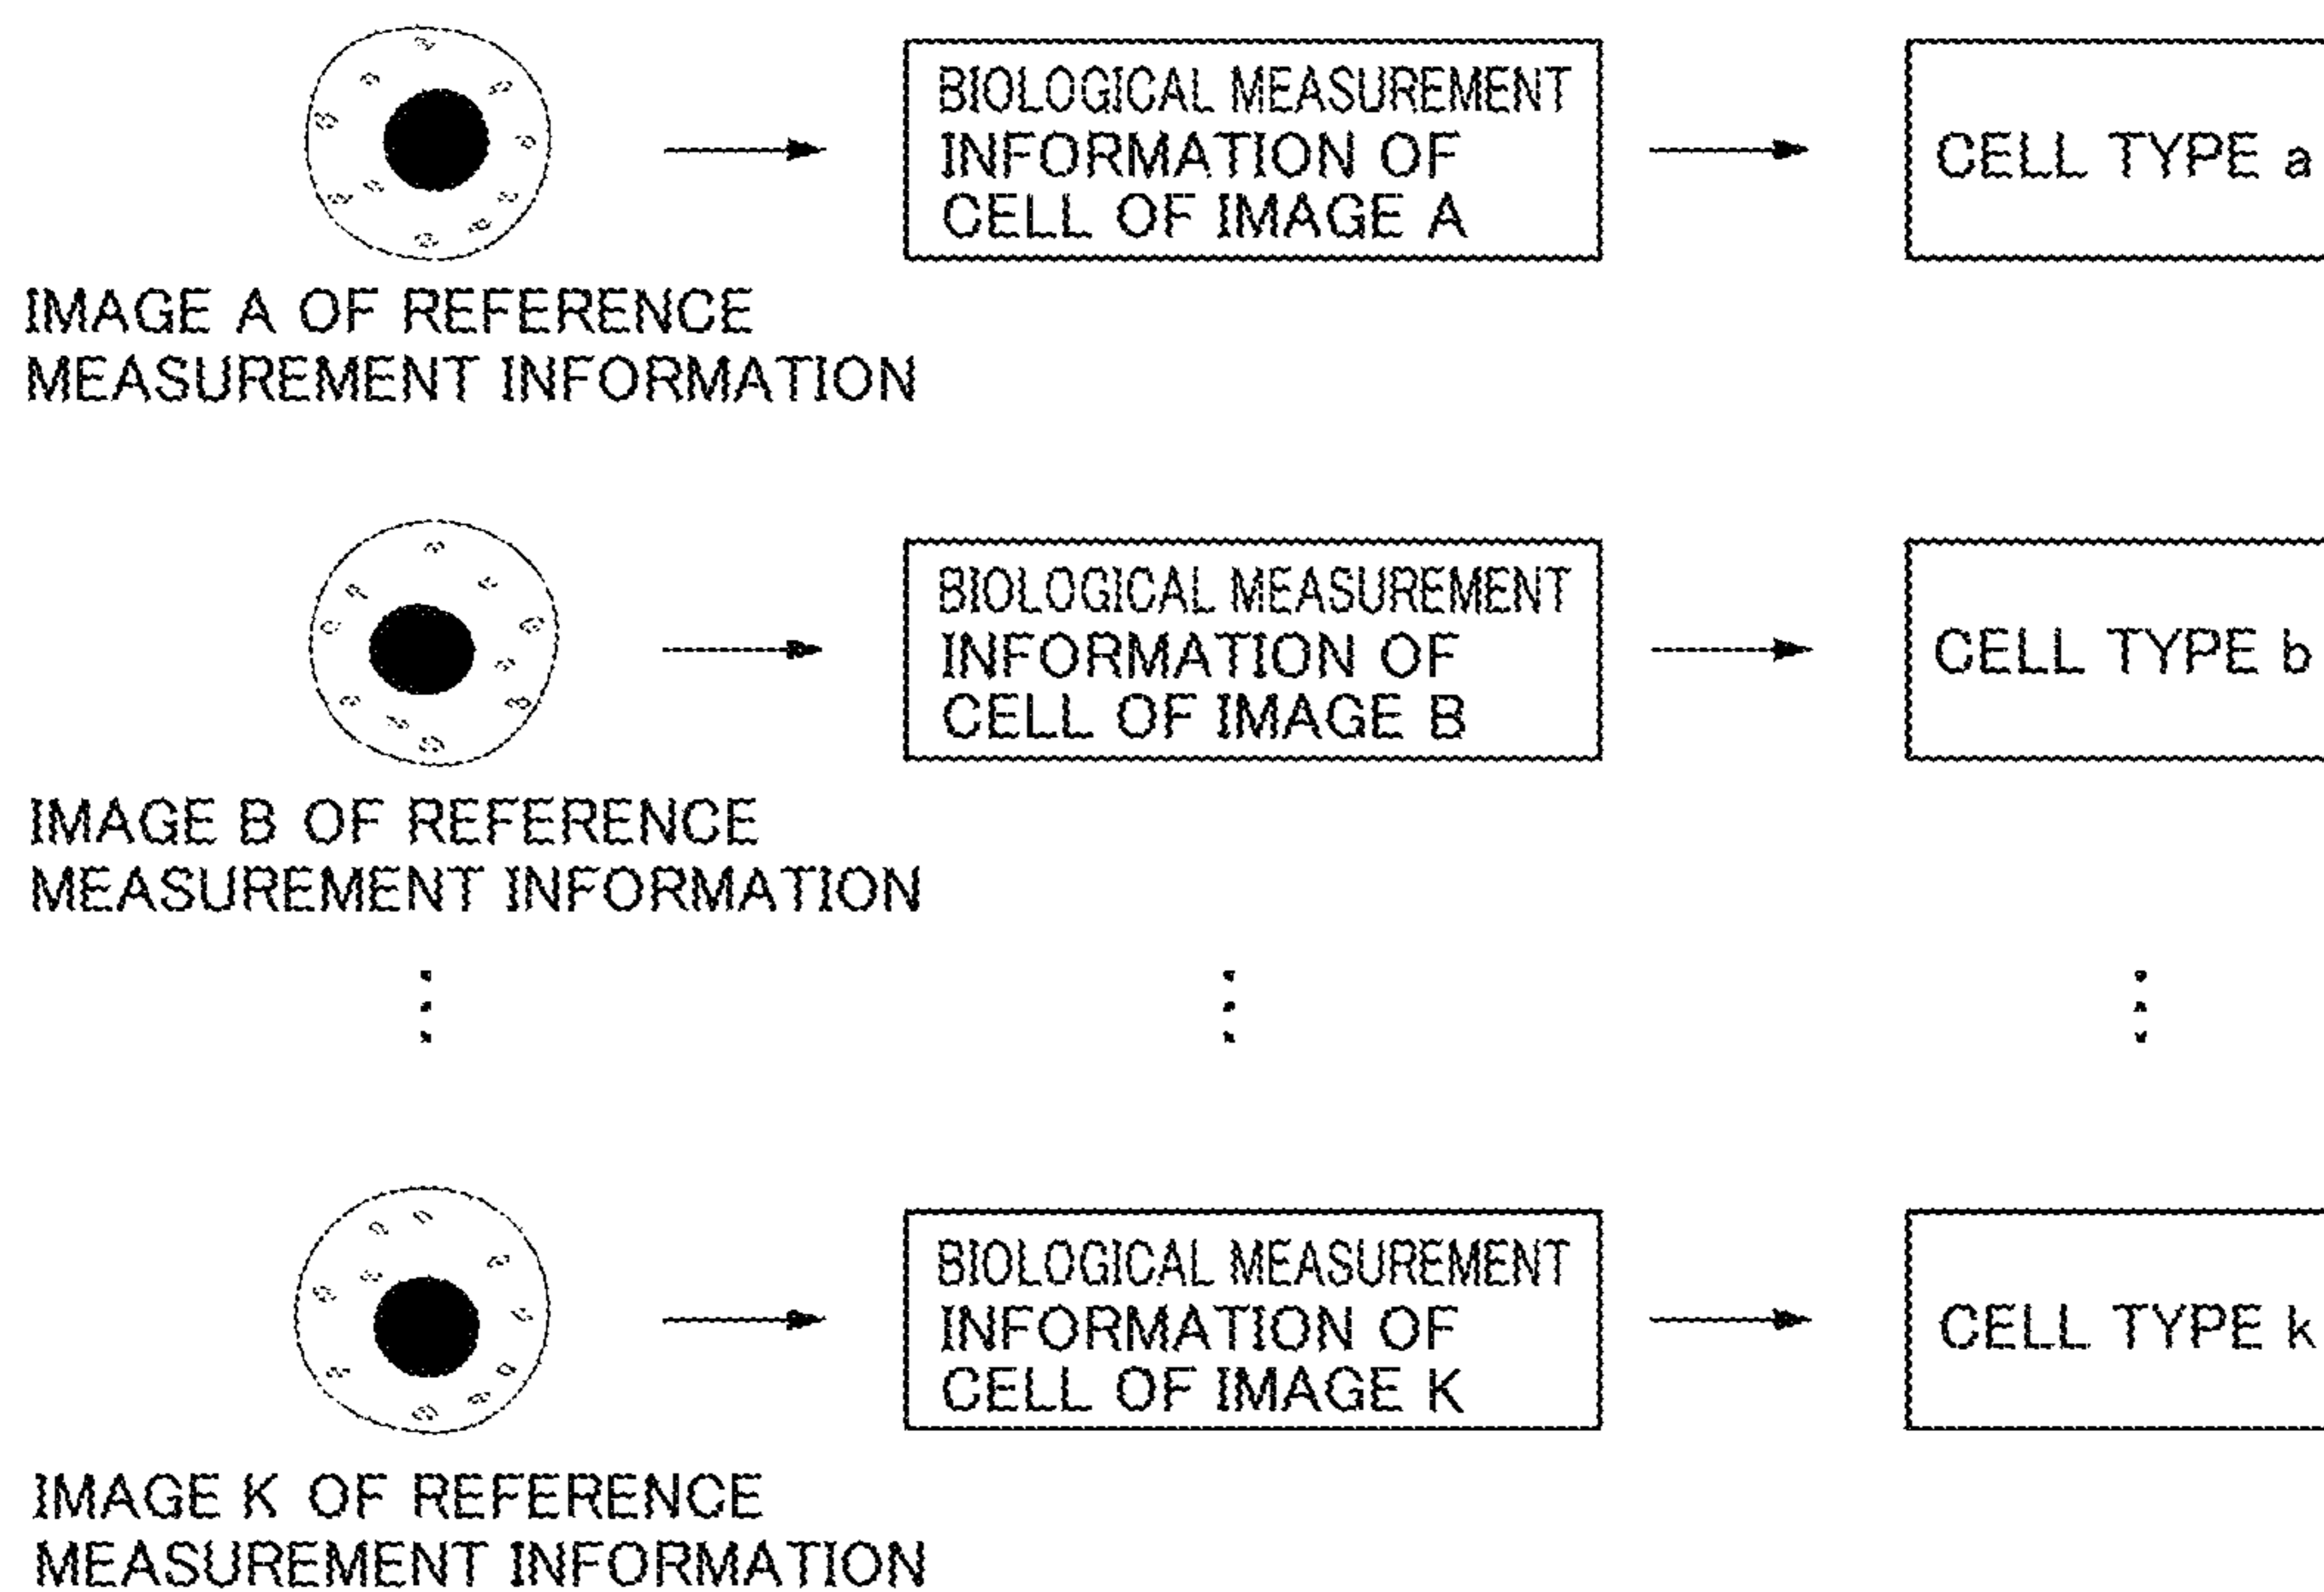 BIOLOGICAL MEASUREMENT
INFORMATION OF
CELL OF IMAGE A
CELL TYPE a
IMAGE A OF REFERENCE
MEASUREMENT INFORMATION
BIOLOGICAL MEASUREMENT
INFORMATION OF
CELL OF IMAGE B
CELL TYPE b
IMAGE B OF REFERENCE
MEASUREMENT INFORMATION
BIOLOGICAL MEASUREMENT
INFORMATION OF
CELL OF IMAGE K
CELL TYPE k
IMAGE K OF REFERENCE
MEASUREMENT INFORMATION